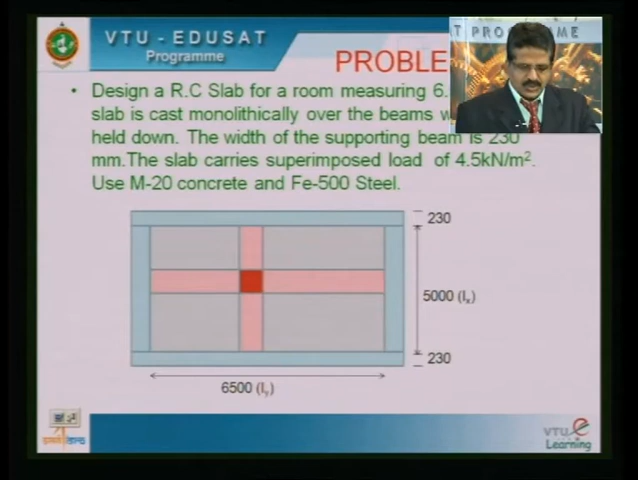 VTU - EDUSAT
Programme
T PROGRAMME
PROBLE
• Design a R.C Slab for a room measuring 6.
slab is cast monolithically over the beams w
held down. The width of the supporting beam is 230
mm.The slab carries superimposed load of 4.5kN/m².
Use M-20 concrete and Fe-500 Steel.
230
5000 (lₓ)
230
6500 (lᵧ)
VTU e
Learning